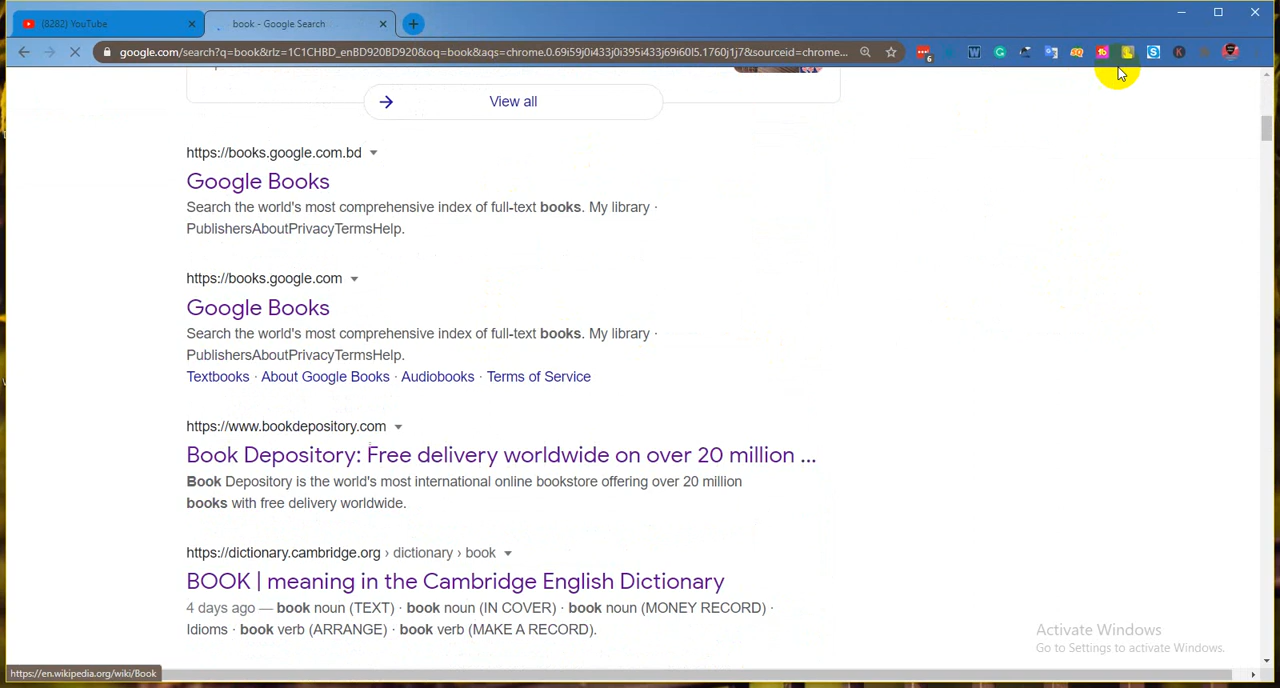 (8282) YouTube
book - Google Search
google.com/search?q=book&rlz=1C1CHBD_enBD920BD920&oq=book&aqs=chrome.0.69i59j0i433j0i395i433j69i60l5.1760j1j7&sourceid=chrome...
View all
https://books.google.com.bd
Google Books
Search the world's most comprehensive index of full-text books. My library ·
PublishersAboutPrivacyTermsHelp.
https://books.google.com
Google Books
Search the world's most comprehensive index of full-text books. My library ·
PublishersAboutPrivacyTermsHelp.
Textbooks · About Google Books · Audiobooks · Terms of Service
https://www.bookdepository.com
Book Depository: Free delivery worldwide on over 20 million ...
Book Depository is the world's most international online bookstore offering over 20 million
books with free delivery worldwide.
https://dictionary.cambridge.org › dictionary › book
BOOK | meaning in the Cambridge English Dictionary
4 days ago — book noun (TEXT) · book noun (IN COVER) · book noun (MONEY RECORD) ·
Idioms · book verb (ARRANGE) · book verb (MAKE A RECORD).
Activate Windows
Go to Settings to activate Windows.
https://en.wikipedia.org/wiki/Book